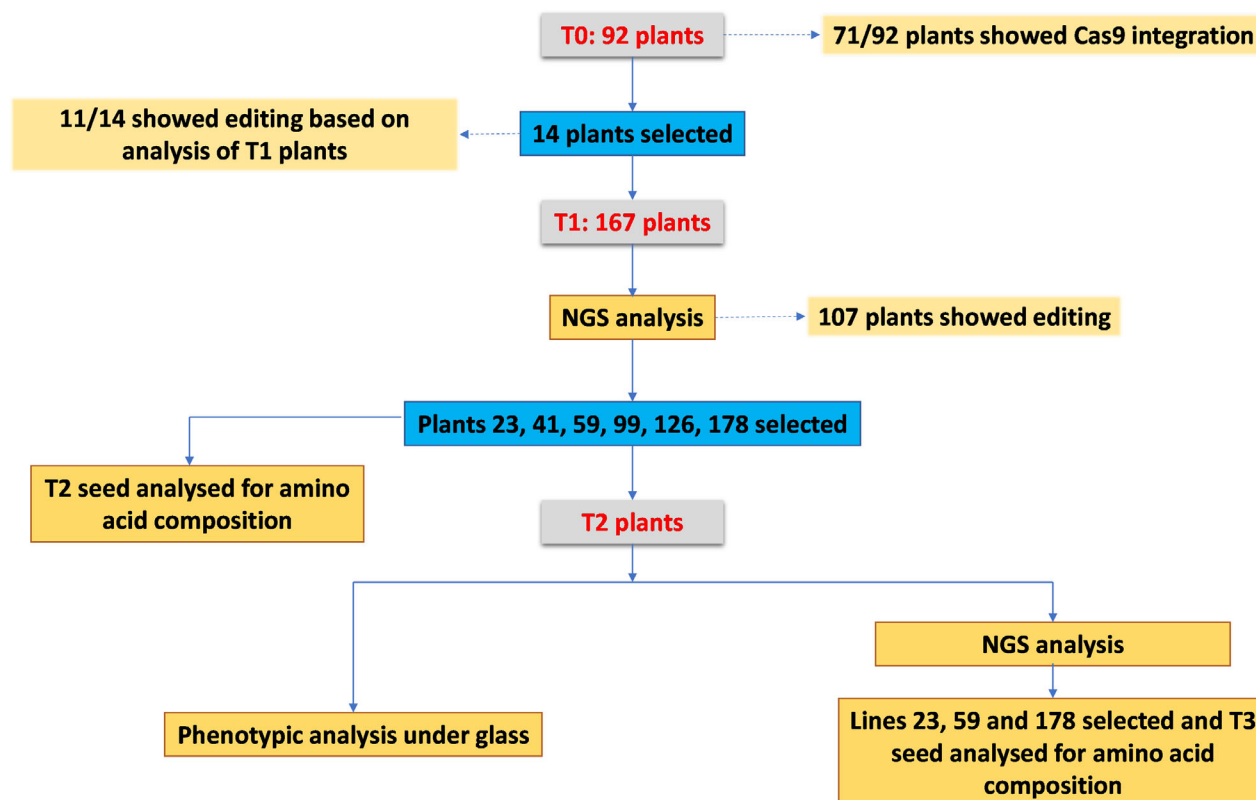 T0: 92 plants
71/92 plants showed Cas9 integration
11/14 showed editing based on
analysis of T1 plants
14 plants selected
T1: 167 plants
NGS analysis
107 plants showed editing
Plants 23, 41, 59, 99, 126, 178 selected
T2 seed analysed for amino
acid composition
T2 plants
NGS analysis
Phenotypic analysis under glass
Lines 23, 59 and 178 selected and T3
seed analysed for amino acid
composition